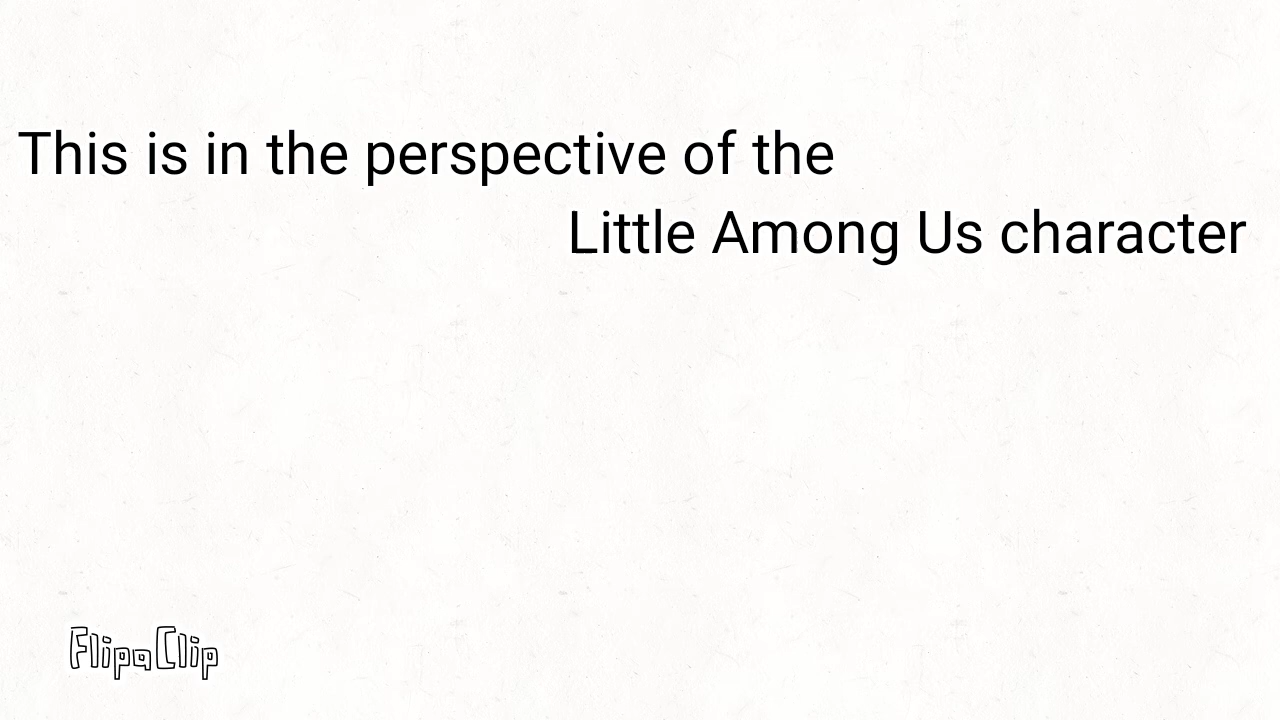 This is in the perspective of the
Little Among Us character
FlipaClip